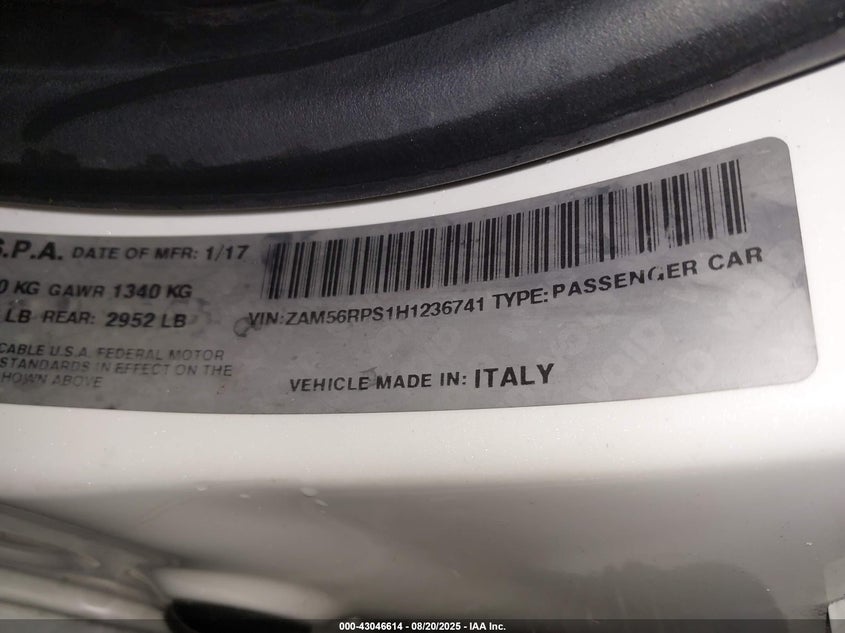 S.P.A. DATE OF MFR: 1/17
0 KG GAWR 1340 KG
LB REAR: 2952 LB
VIN:ZAM56RPS1H1236741 TYPE:PASSENGER CAR
CABLE U.S.A. FEDERAL MOTOR
STANDARDS IN EFFECT ON THE
HOWN ABOVE
VEHICLE MADE IN: ITALY
000-43046614 - 08/20/2025 - IAA Inc.